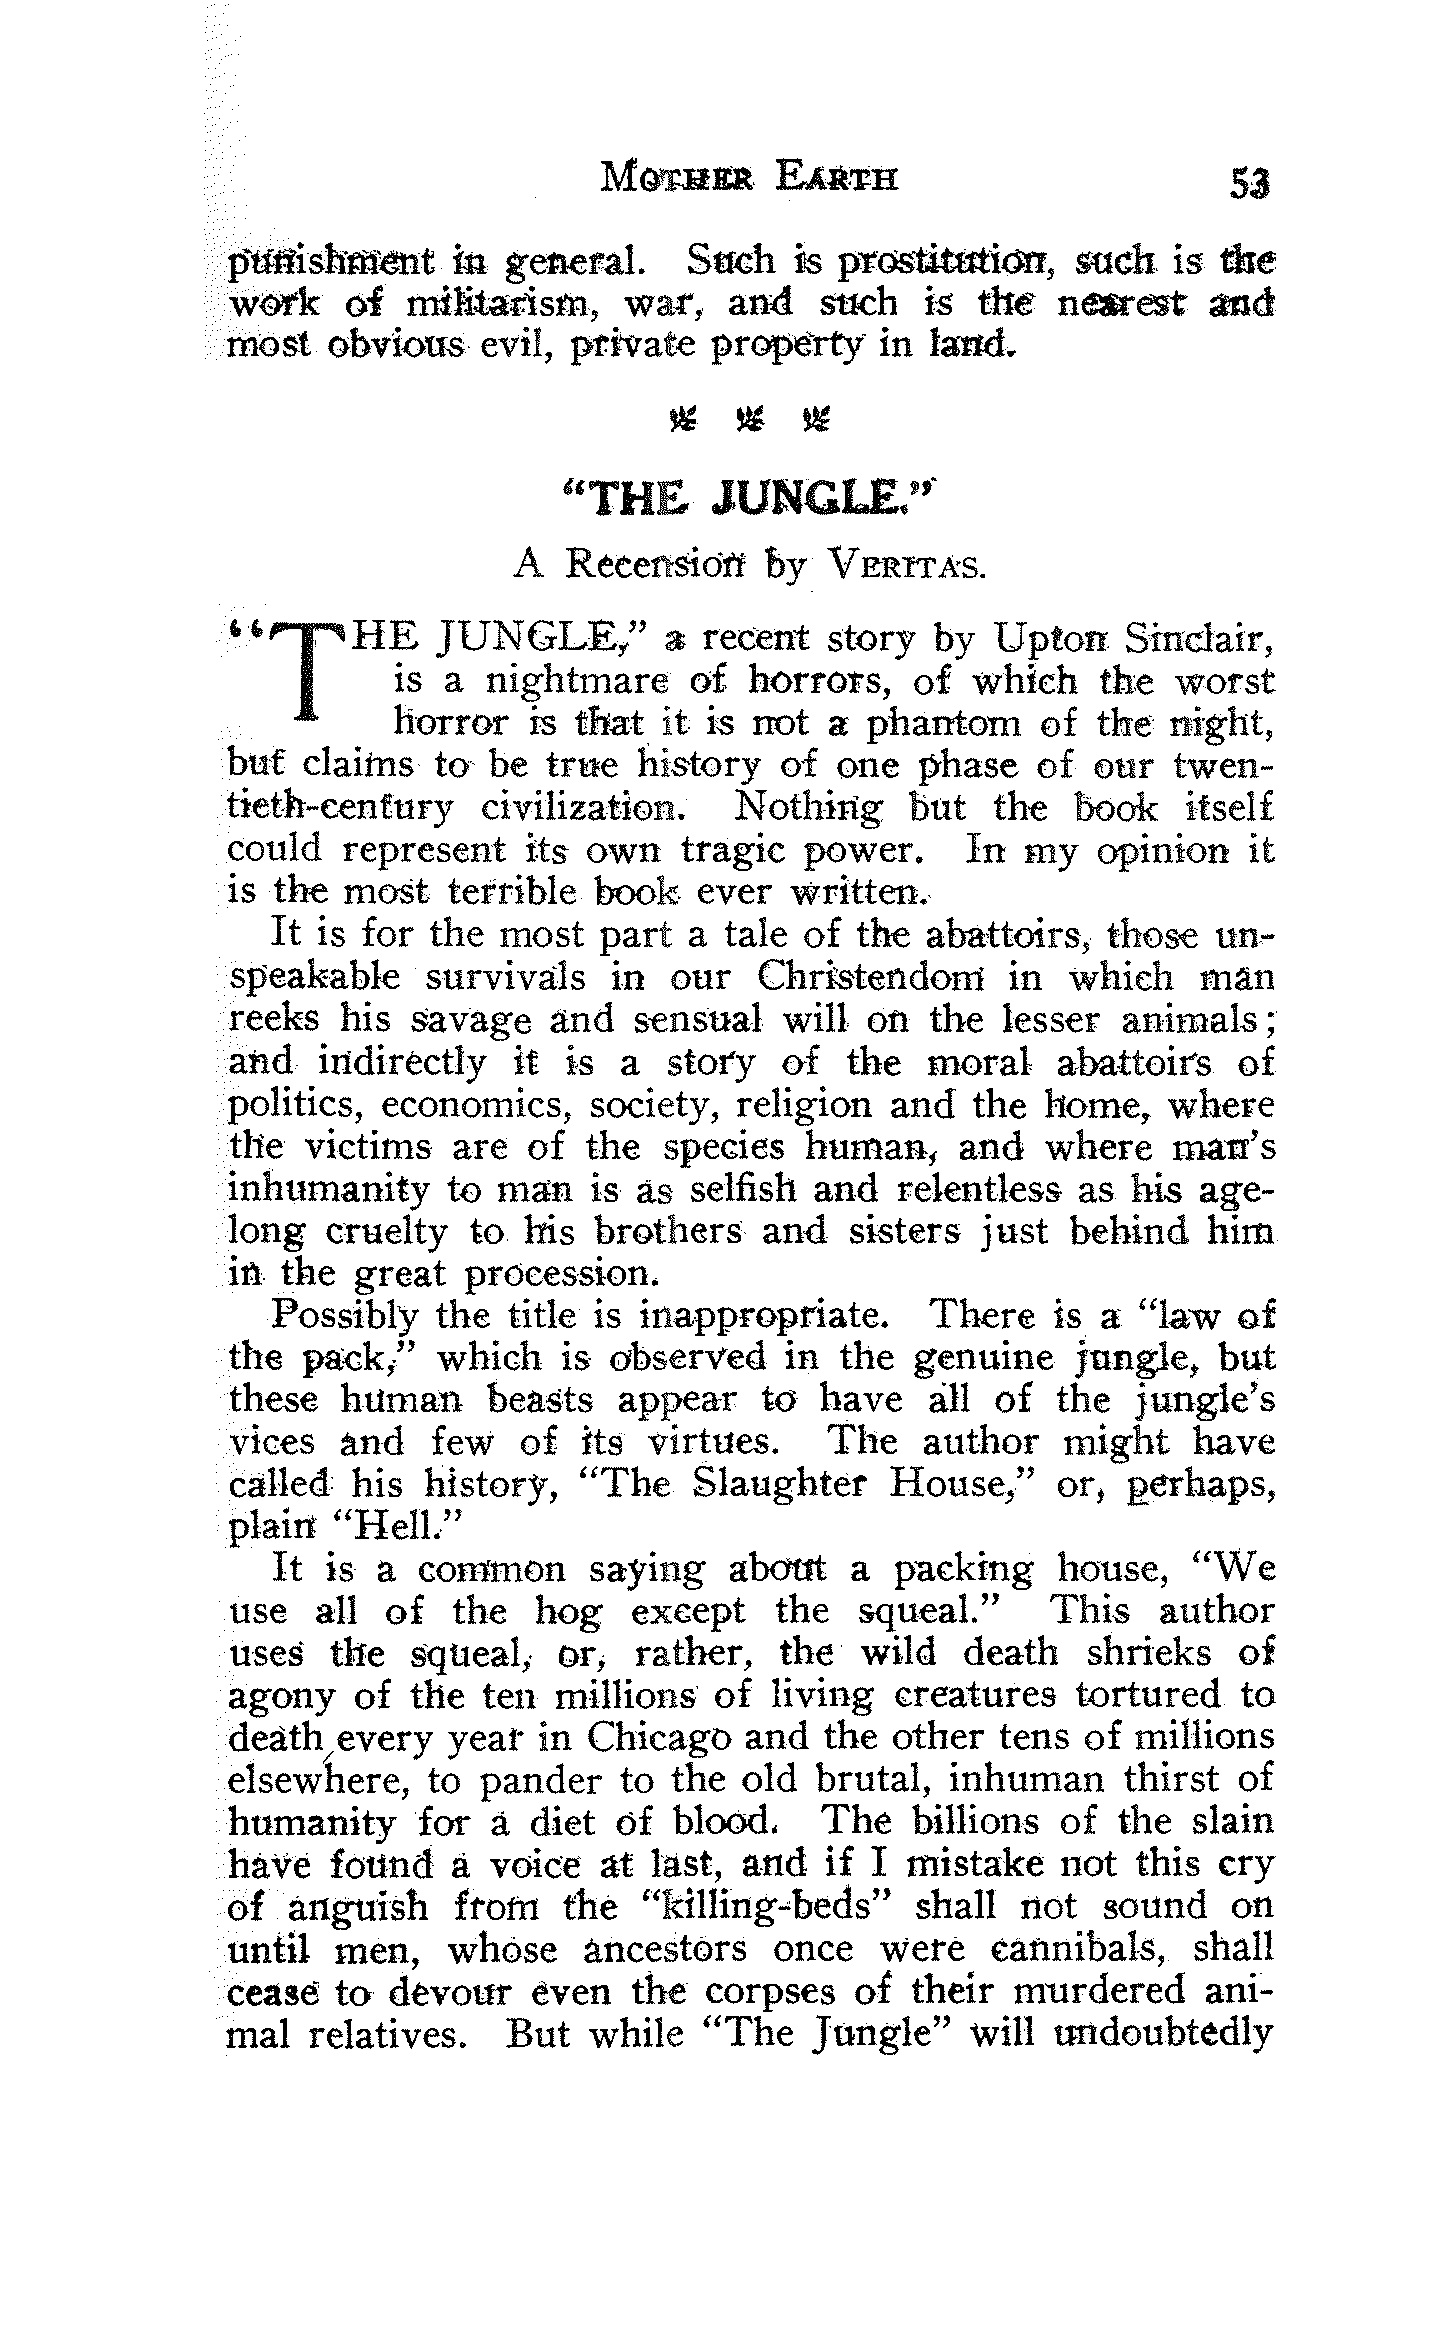 MOTHER EARTH 53
punishment in general. Such is prostitution, such is the
work of militarism, war, and such is the nearest and
most obvious evil, private property in land.
"THE JUNGLE."
A Recension by VERITAS.
"THE JUNGLE," a recent story by Upton Sinclair,
is a nightmare of horrors, of which the worst
horror is that it is not a phantom of the night,
but claims to be true history of one phase of our twen-
tieth-century civilization. Nothing but the book itself
could represent its own tragic power. In my opinion it
is the most terrible book ever written.
It is for the most part a tale of the abattoirs, those un-
speakable survivals in our Christendom in which man
reeks his savage and sensual will on the lesser animals;
and indirectly it is a story of the moral abattoirs of
politics, economics, society, religion and the home, where
the victims are of the species human, and where man's
inhumanity to man is as selfish and relentless as his age-
long cruelty to his brothers and sisters just behind him
in the great procession.
Possibly the title is inappropriate. There is a "law of
the pack," which is observed in the genuine jungle, but
these human beasts appear to have all of the jungle's
vices and few of its virtues. The author might have
called his history, "The Slaughter House," or, perhaps,
plain "Hell."
It is a common saying about a packing house, "We
use all of the hog except the squeal." This author
uses the squeal, or, rather, the wild death shrieks of
agony of the ten millions of living creatures tortured to
death every year in Chicago and the other tens of millions
elsewhere, to pander to the old brutal, inhuman thirst of
humanity for a diet of blood. The billions of the slain
have found a voice at last, and if I mistake not this cry
of anguish from the "killing-beds" shall not sound on
until men, whose ancestors once were cannibals, shall
cease to devour even the corpses of their murdered ani-
mal relatives. But while "The Jungle" will undoubtedly